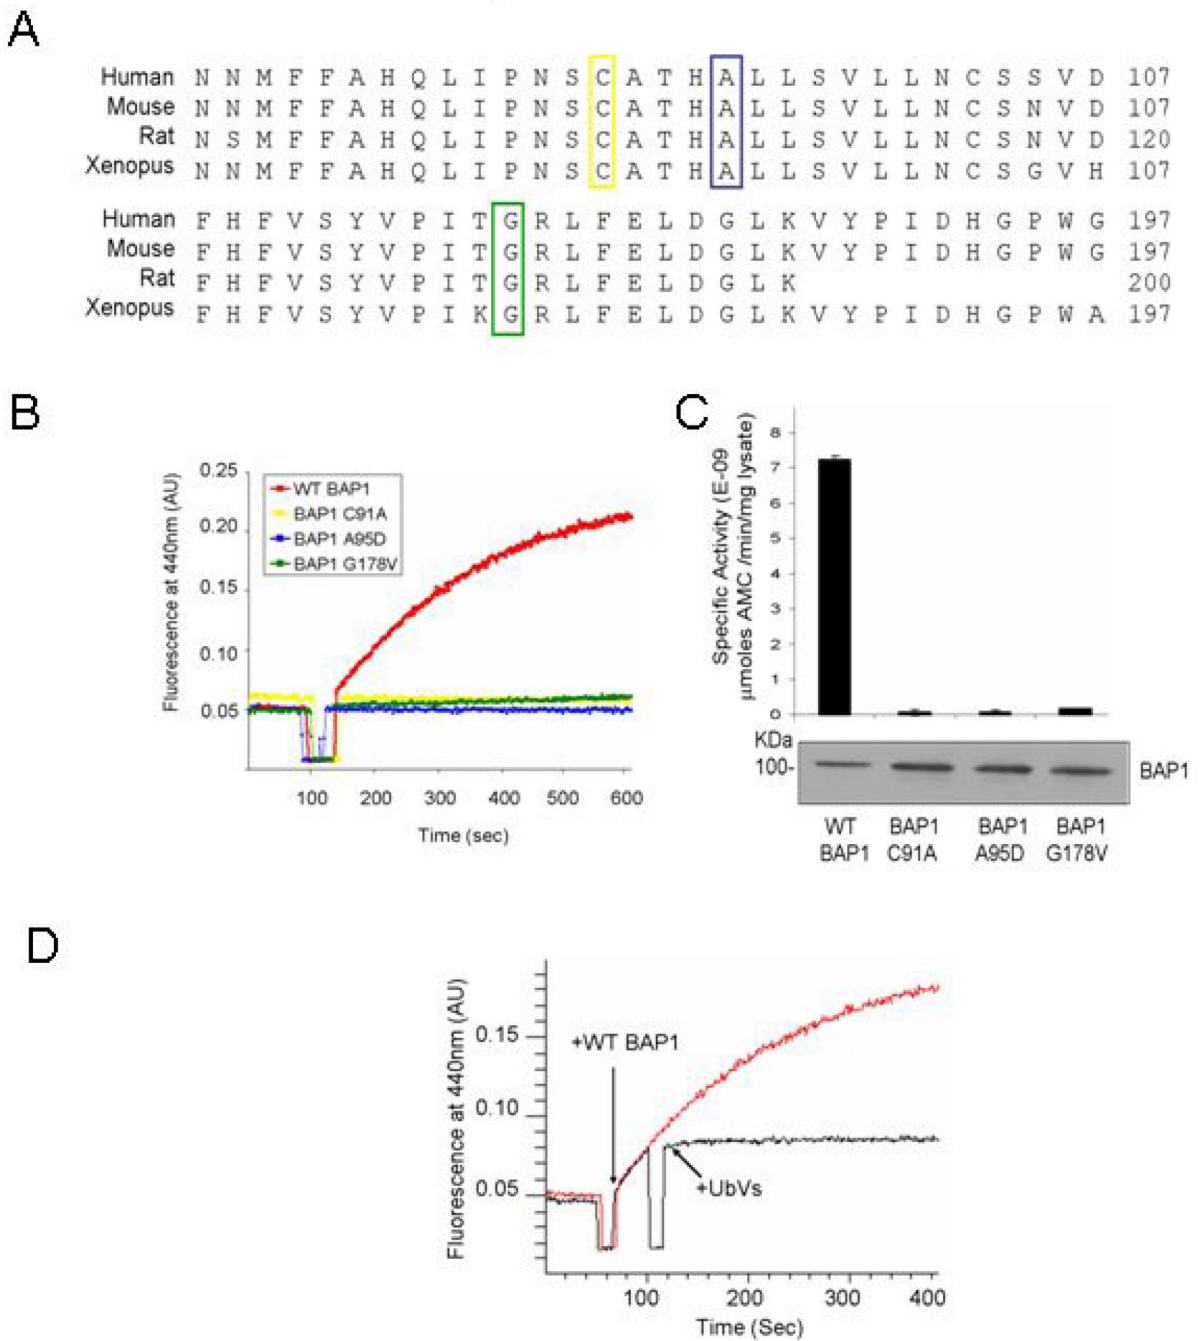 A
Human N N M F F A H Q L I P N S C A T H A L L S V L L N C S S V D 107
Mouse N N M F F A H Q L I P N S C A T H A L L S V L L N C S N V D 107
Rat N S M F F A H Q L I P N S C A T H A L L S V L L N C S N V D 120
Xenopus N N M F F A H Q L I P N S C A T H A L L S V L L N C S G V H 107
Human F H F V S Y V P I T G R L F E L D G L K V Y P I D H G P W G 197
Mouse F H F V S Y V P I T G R L F E L D G L K V Y P I D H G P W G 197
Rat F H F V S Y V P I T G R L F E L D G L K 200
Xenopus F H F V S Y V P I K G R L F E L D G L K V Y P I D H G P W A 197
B
Fluorescence at 440nm (AU)
0.25
0.20
0.15
0.10
0.05
WT BAP1
BAP1 C91A
BAP1 A95D
BAP1 G178V
100 200 300 400 500 600
Time (sec)
C
Specific Activity (E-09
μmoles AMC /min/mg lysate)
8
7
6
5
4
3
2
1
0
KDa
100-
BAP1
WT BAP1 BAP1 BAP1
BAP1 C91A A95D G178V
D
Fluorescence at 440nm (AU)
0.15
0.10
0.05
+WT BAP1
+UbVs
100 200 300 400
Time (Sec)